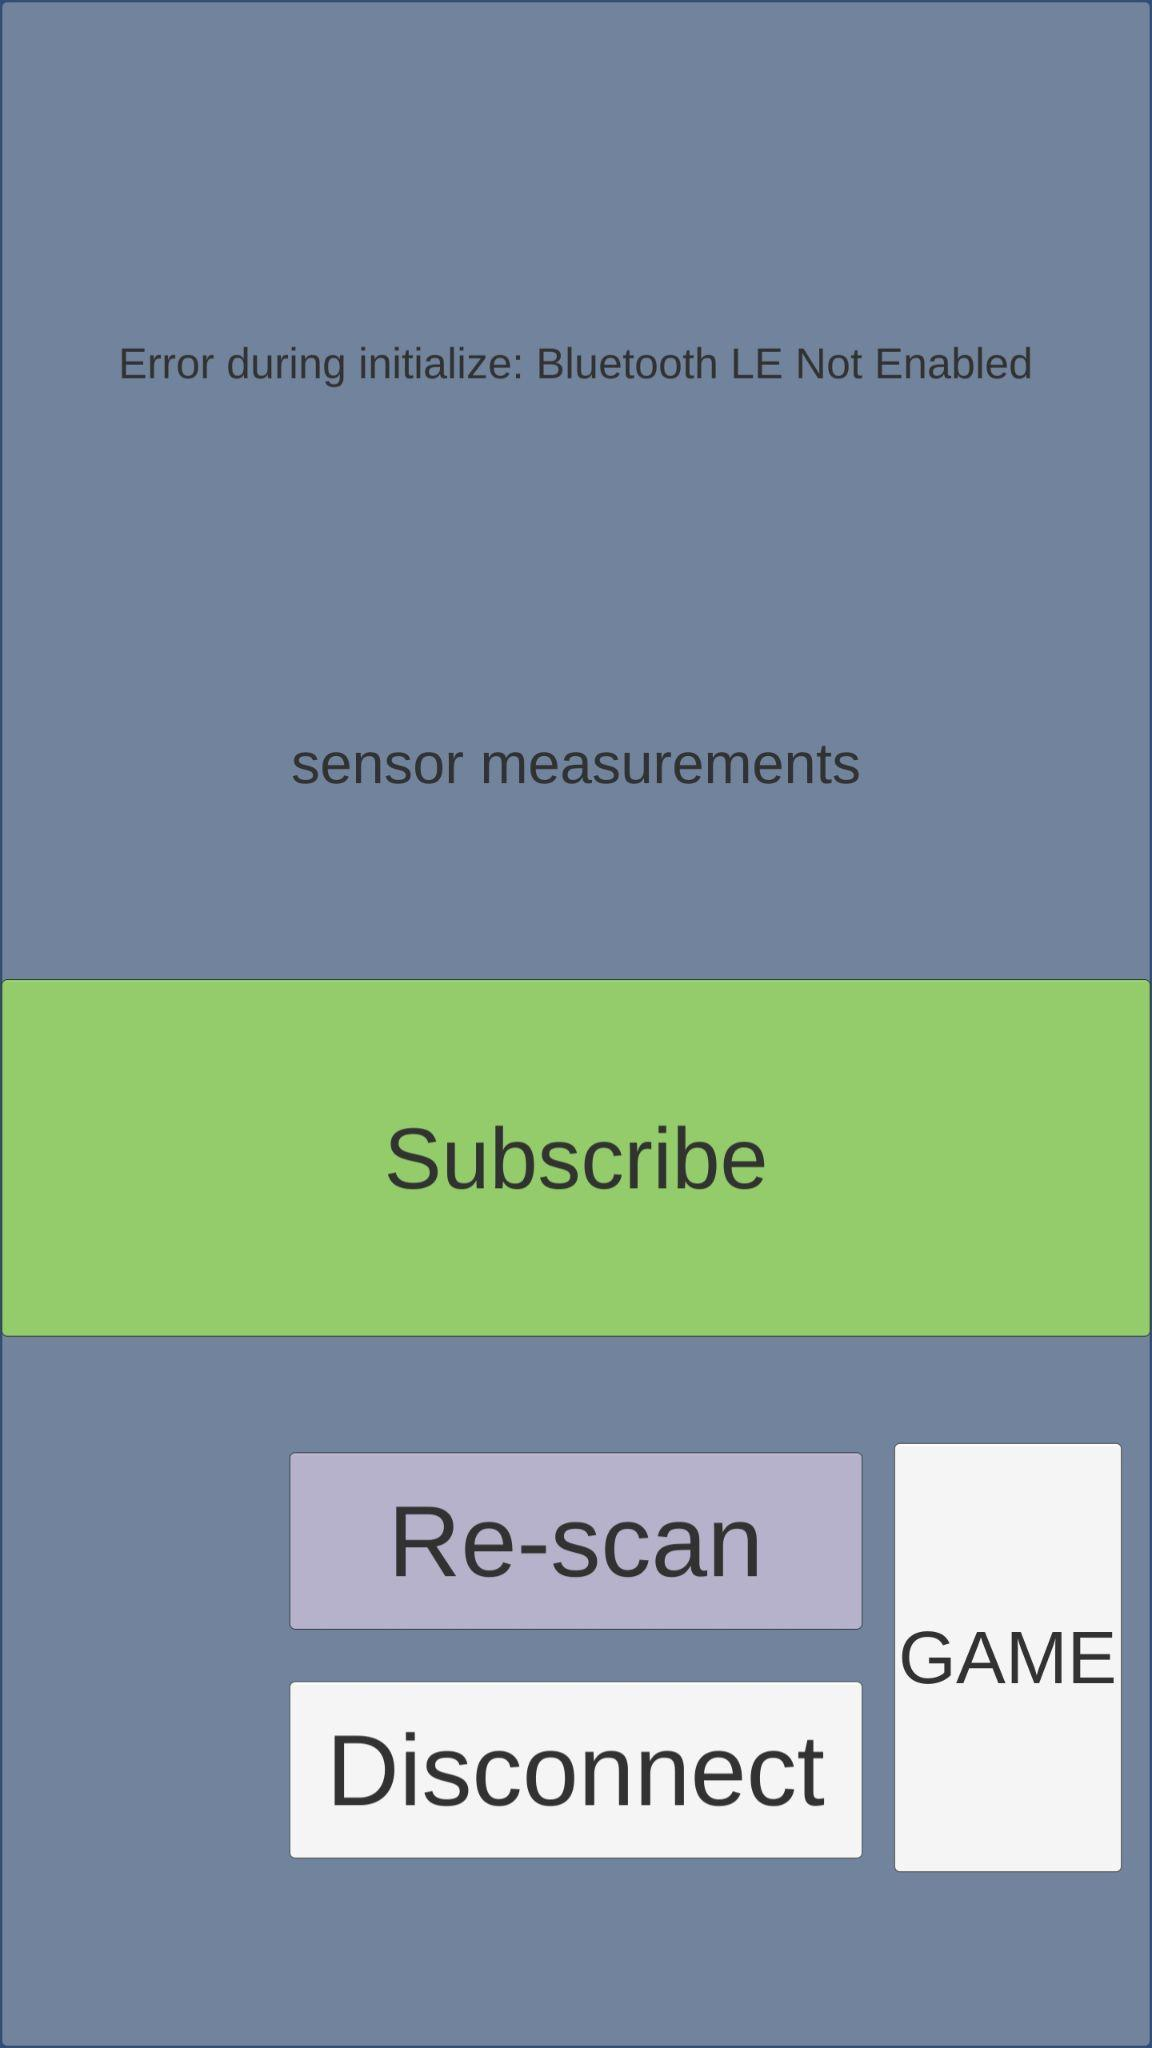 Error during initialize: Bluetooth LE Not Enabled
sensor measurements
Subscribe
Re-scan
GAME
Disconnect